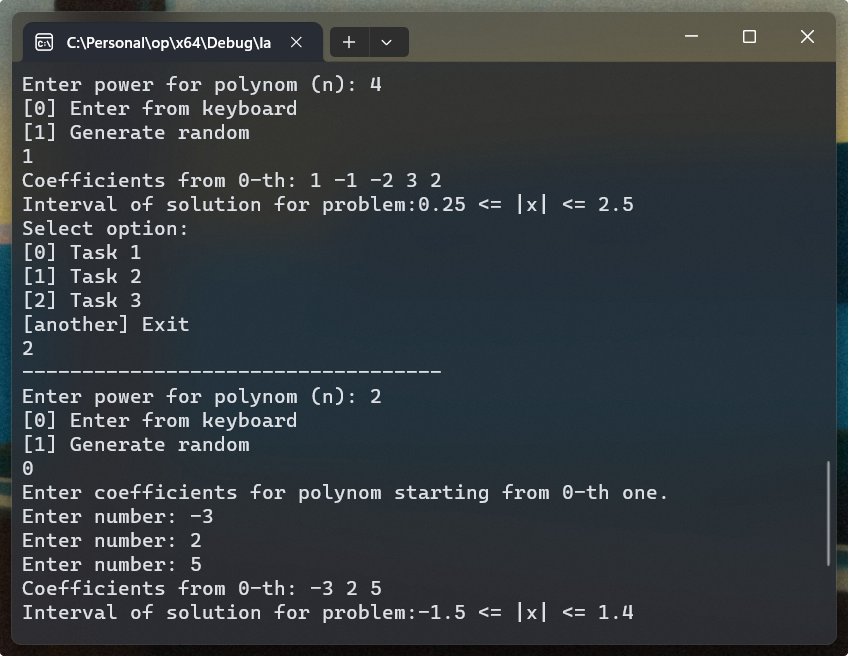 C:\Personal\op\x64\Debug\la
Enter power for polynom (n): 4
[0] Enter from keyboard
[1] Generate random
1
Coefficients from 0-th: 1 -1 -2 3 2
Interval of solution for problem:0.25 <= |x| <= 2.5
Select option:
[0] Task 1
[1] Task 2
[2] Task 3
[another] Exit
2
-----------------------------------
Enter power for polynom (n): 2
[0] Enter from keyboard
[1] Generate random
0
Enter coefficients for polynom starting from 0-th one.
Enter number: -3
Enter number: 2
Enter number: 5
Coefficients from 0-th: -3 2 5
Interval of solution for problem:-1.5 <= |x| <= 1.4